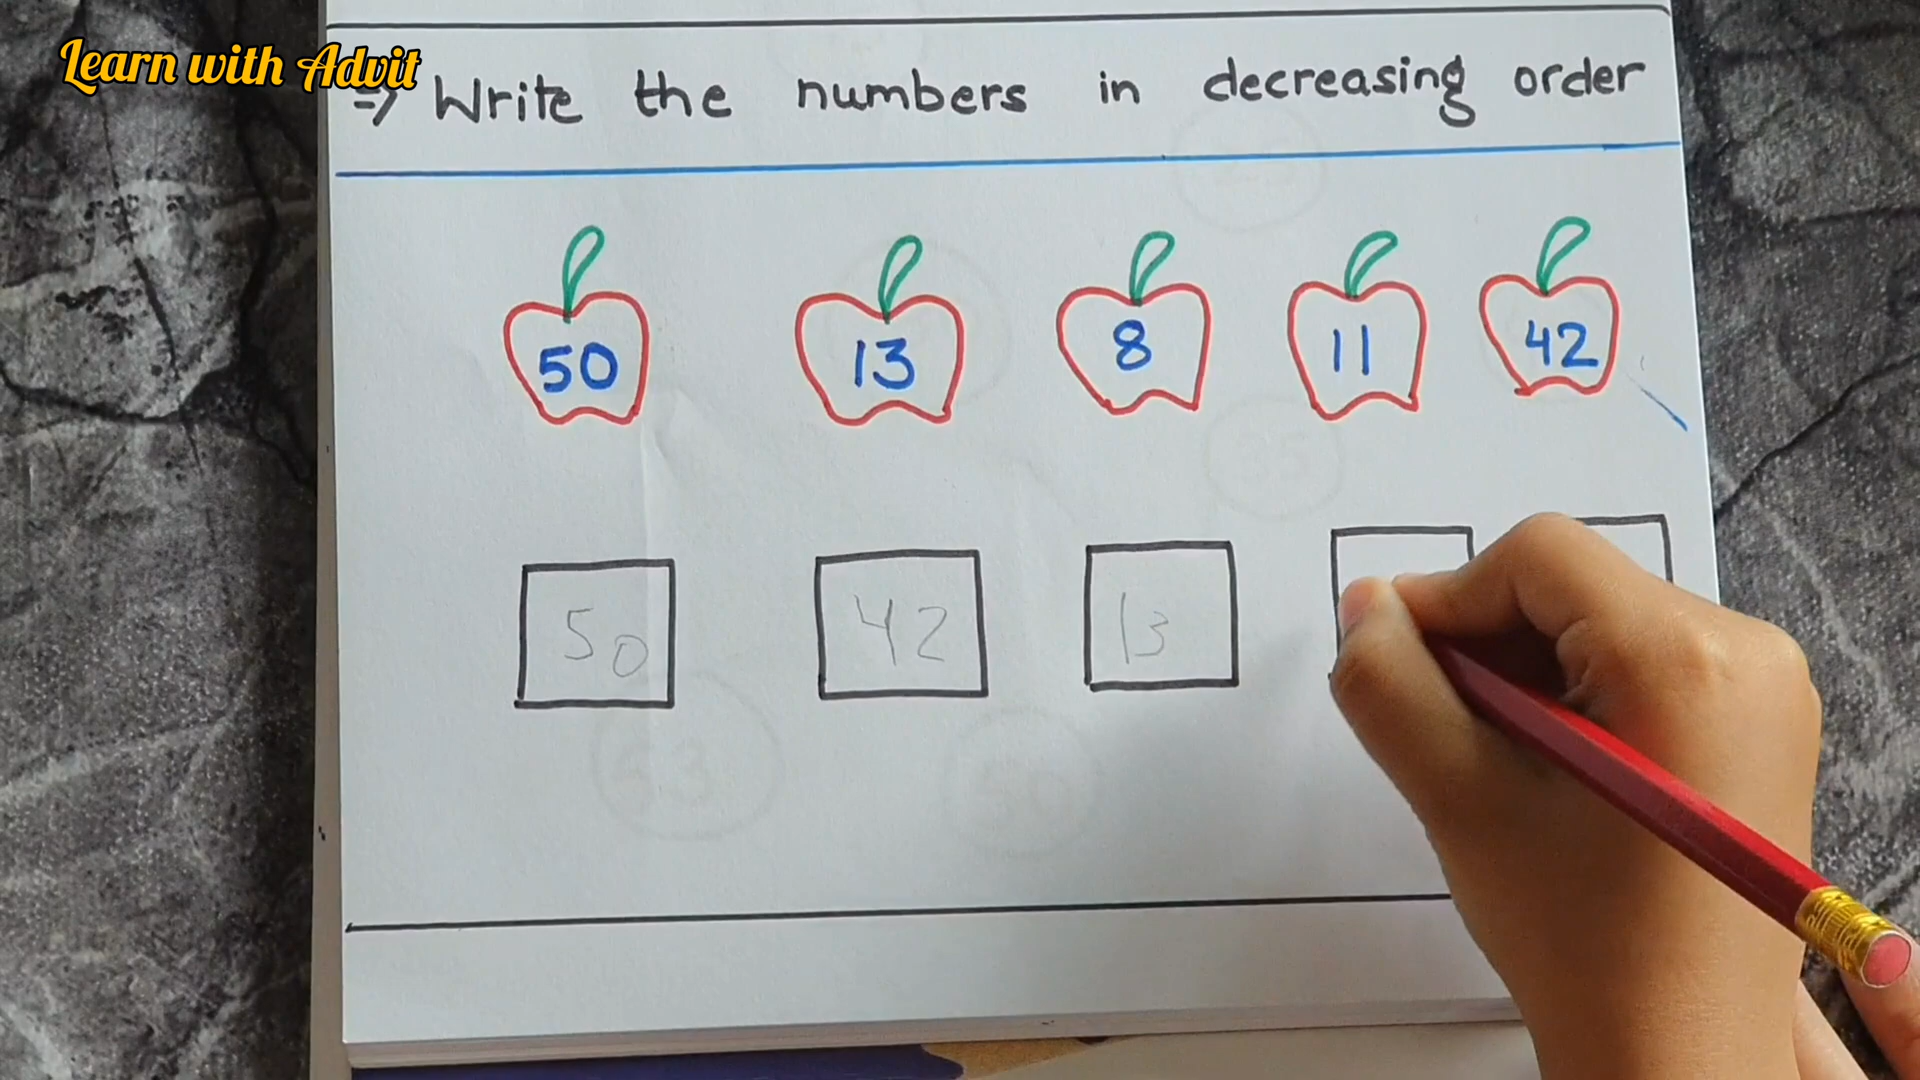 Learn with Advit
=> Write the numbers in decreasing order
50 13 8 11 42
50 42 13